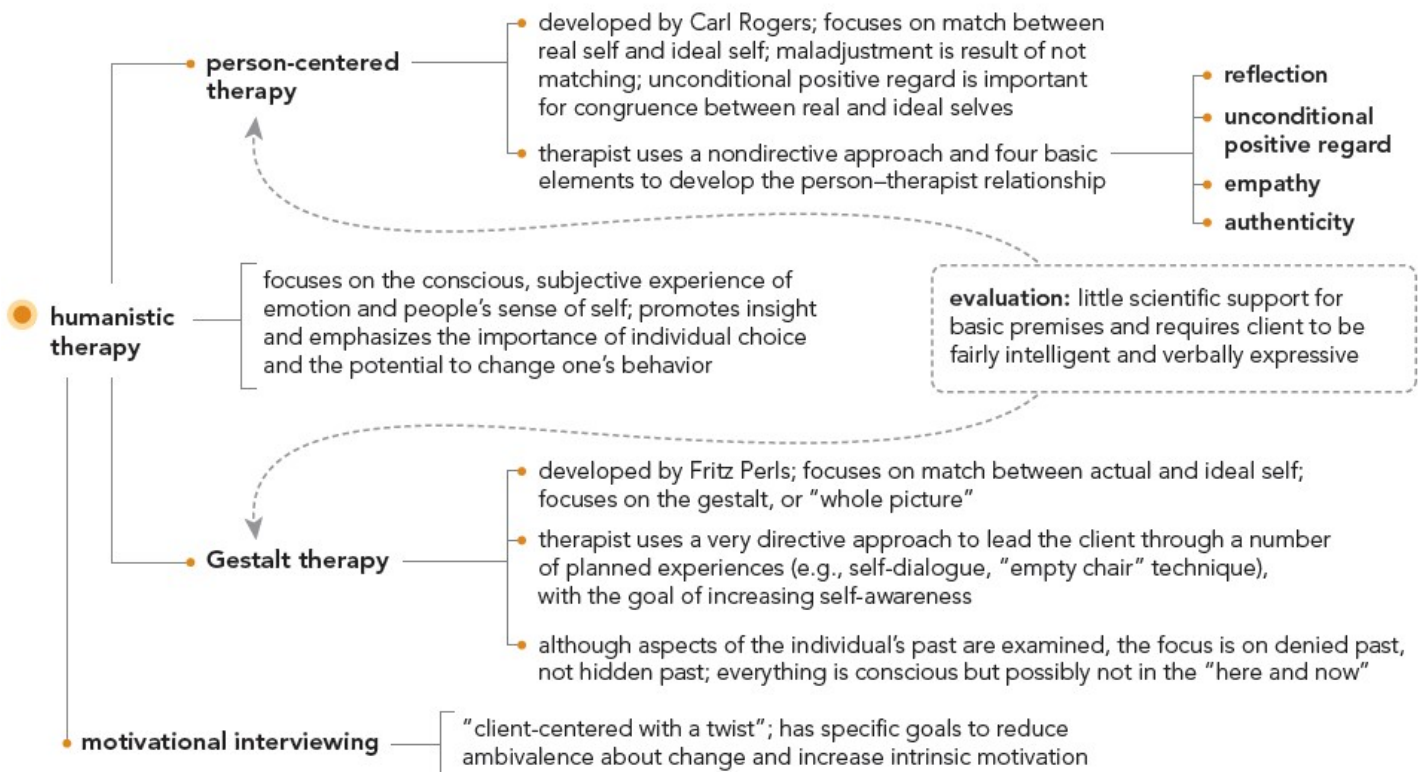 person-centered
therapy
developed by Carl Rogers; focuses on match between
real self and ideal self; maladjustment is result of not
matching; unconditional positive regard is important
for congruence between real and ideal selves
therapist uses a nondirective approach and four basic
elements to develop the person–therapist relationship
reflection
unconditional
positive regard
empathy
authenticity
humanistic
therapy
focuses on the conscious, subjective experience of
emotion and people’s sense of self; promotes insight
and emphasizes the importance of individual choice
and the potential to change one’s behavior
evaluation: little scientific support for
basic premises and requires client to be
fairly intelligent and verbally expressive
Gestalt therapy
developed by Fritz Perls; focuses on match between actual and ideal self;
focuses on the gestalt, or “whole picture”
therapist uses a very directive approach to lead the client through a number
of planned experiences (e.g., self-dialogue, “empty chair” technique),
with the goal of increasing self-awareness
although aspects of the individual’s past are examined, the focus is on denied past,
not hidden past; everything is conscious but possibly not in the “here and now”
motivational interviewing
“client-centered with a twist”; has specific goals to reduce
ambivalence about change and increase intrinsic motivation